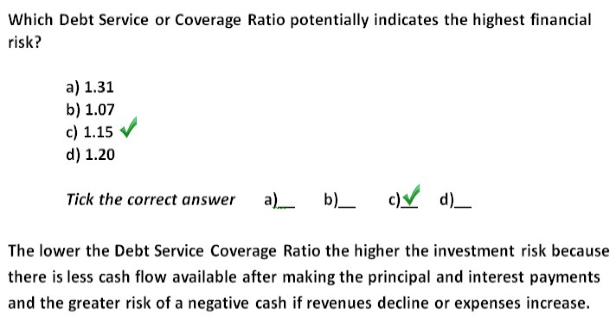 Which Debt Service or Coverage Ratio potentially indicates the highest financial
risk?
a) 1.31
b) 1.07
c) 1.15 ✓
d) 1.20
Tick the correct answer a)__ b)__ c)✓ d)__
The lower the Debt Service Coverage Ratio the higher the investment risk because
there is less cash flow available after making the principal and interest payments
and the greater risk of a negative cash if revenues decline or expenses increase.